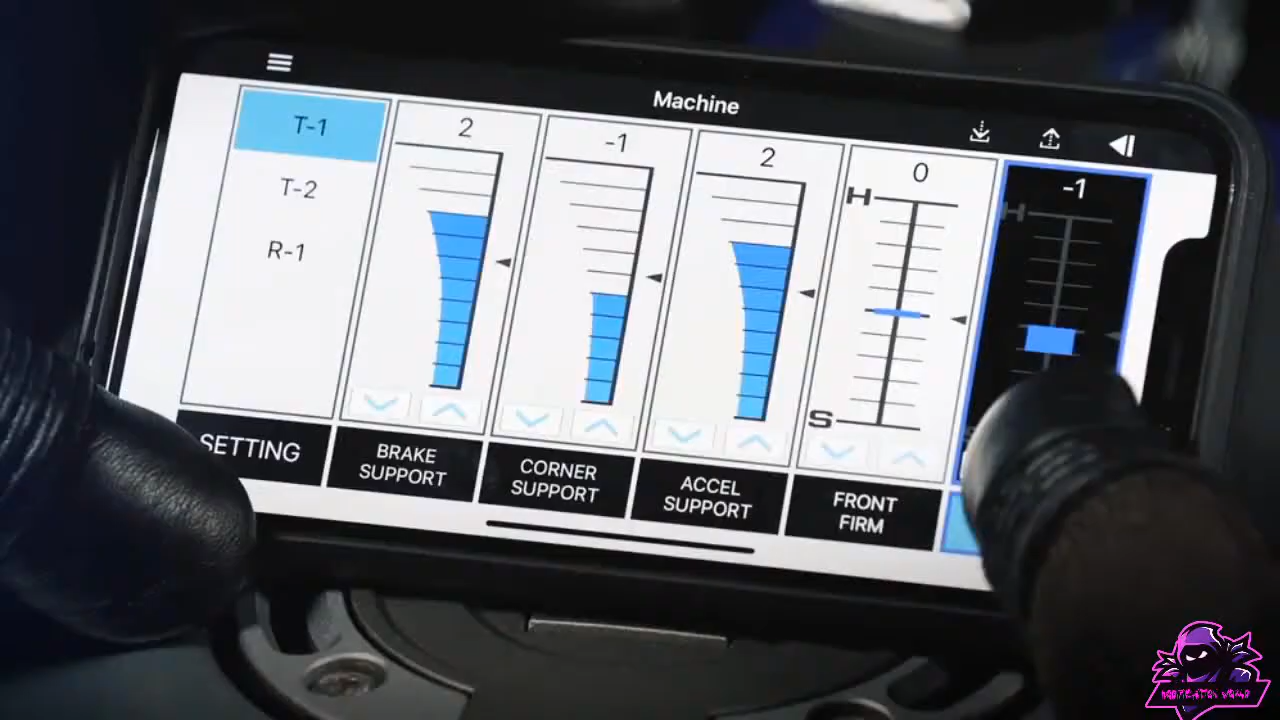 Machine
T-1
T-2
R-1
2
-1
2
0
-1
H
H
S
SETTING
BRAKE
SUPPORT
CORNER
SUPPORT
ACCEL
SUPPORT
FRONT
FIRM